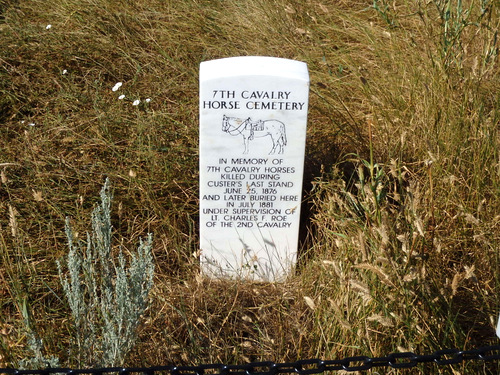 7TH CAVALRY
HORSE CEMETERY
IN MEMORY OF
7TH CAVALRY HORSES
KILLED DURING
CUSTER'S LAST STAND
JUNE 25, 1876
AND LATER BURIED HERE
IN JULY 1881
UNDER SUPERVISION OF
LT. CHARLES F. ROE
OF THE 2ND CAVALRY